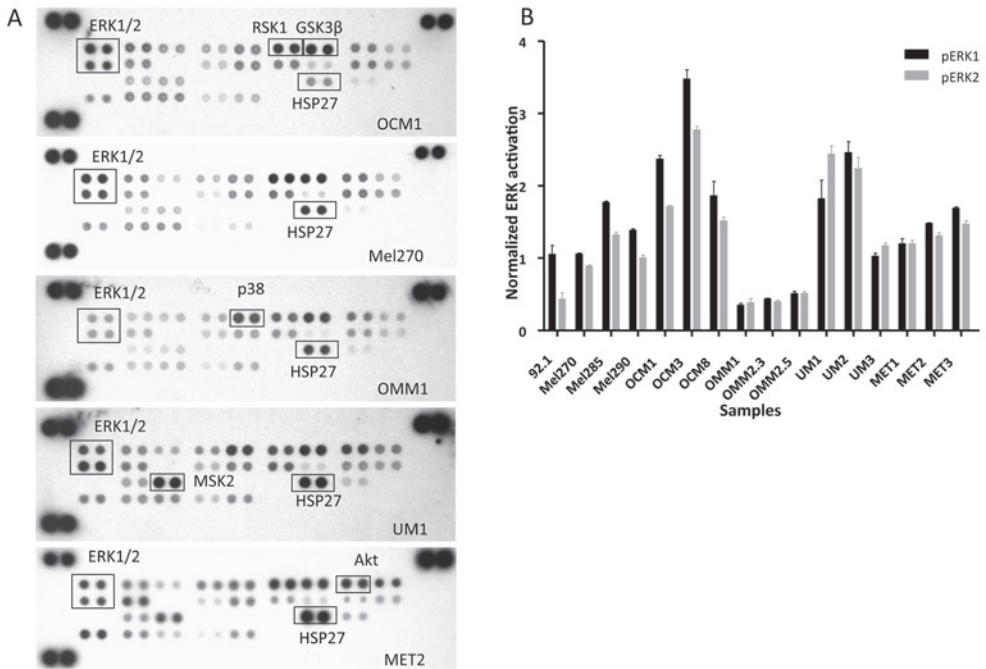 A
ERK1/2
RSK1 GSK3β
HSP27
OCM1
ERK1/2
HSP27
Mel270
ERK1/2
p38
HSP27
OMM1
ERK1/2
MSK2
HSP27
UM1
ERK1/2
Akt
HSP27
MET2
B
Normalized ERK activation
4
3
2
1
0
pERK1
pERK2
92.1
Mel270
Mel285
Mel290
OCM1
OCM3
OCM8
OMM1
OMM2.3
OMM2.5
UM1
UM2
UM3
MET1
MET2
MET3
Samples